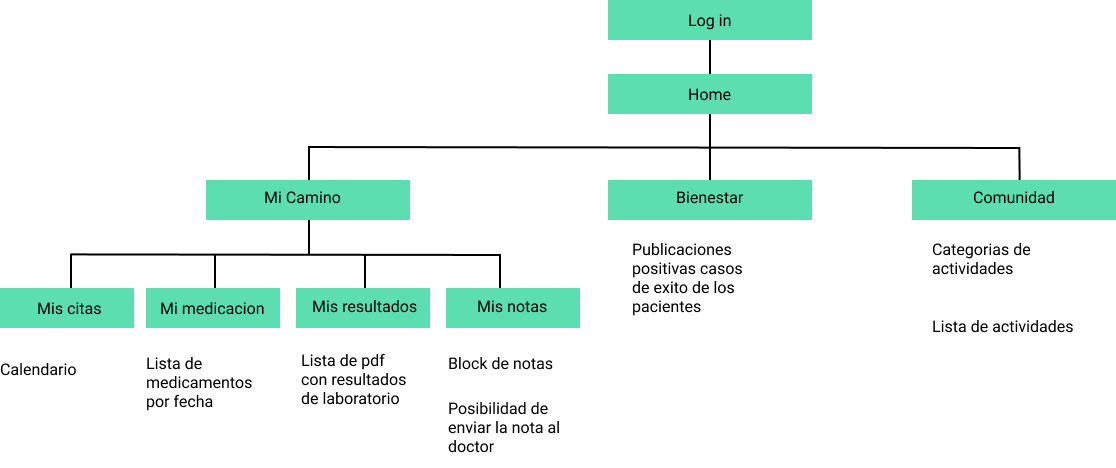 Log in
Home
Mi Camino
Bienestar
Comunidad
Publicaciones
positivas casos
de exito de los
pacientes
Categorias de
actividades
Lista de actividades
Mis citas
Mi medicacion
Mis resultados
Mis notas
Calendario
Lista de
medicamentos
por fecha
Lista de pdf
con resultados
de laboratorio
Block de notas
Posibilidad de
enviar la nota al
doctor